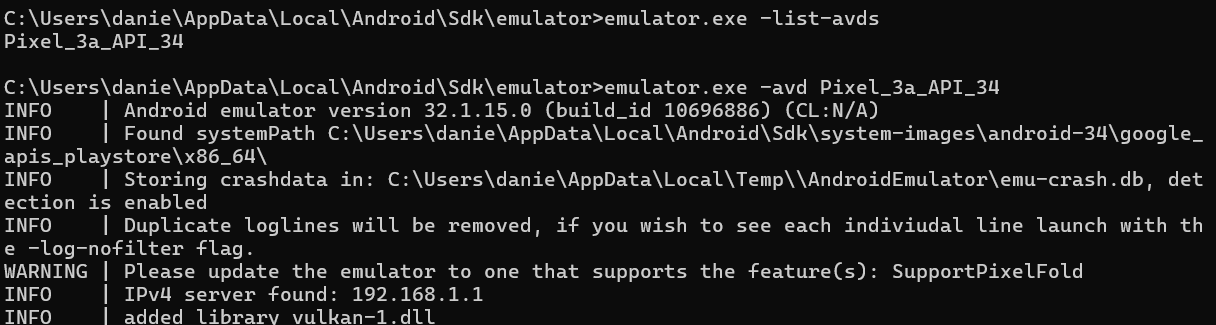 C:\Users\danie\AppData\Local\Android\Sdk\emulator>emulator.exe -list-avds
Pixel_3a_API_34
C:\Users\danie\AppData\Local\Android\Sdk\emulator>emulator.exe -avd Pixel_3a_API_34
INFO    | Android emulator version 32.1.15.0 (build_id 10696886) (CL:N/A)
INFO    | Found systemPath C:\Users\danie\AppData\Local\Android\Sdk\system-images\android-34\google_
apis_playstore\x86_64\
INFO    | Storing crashdata in: C:\Users\danie\AppData\Local\Temp\\AndroidEmulator\emu-crash.db, det
ection is enabled
INFO    | Duplicate loglines will be removed, if you wish to see each indiviudal line launch with th
e -log-nofilter flag.
WARNING | Please update the emulator to one that supports the feature(s): SupportPixelFold
INFO    | IPv4 server found: 192.168.1.1
INFO    | added library vulkan-1.dll